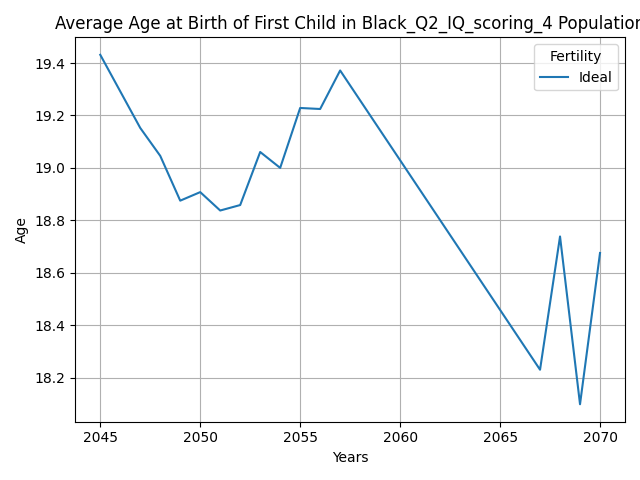 Average Age at Birth of First Child in Black_Q2_IQ_scoring_4 Population
Fertility
Ideal
19.4
19.2
19.0
18.8
18.6
18.4
18.2
Age
2045 2050 2055 2060 2065 2070
Years